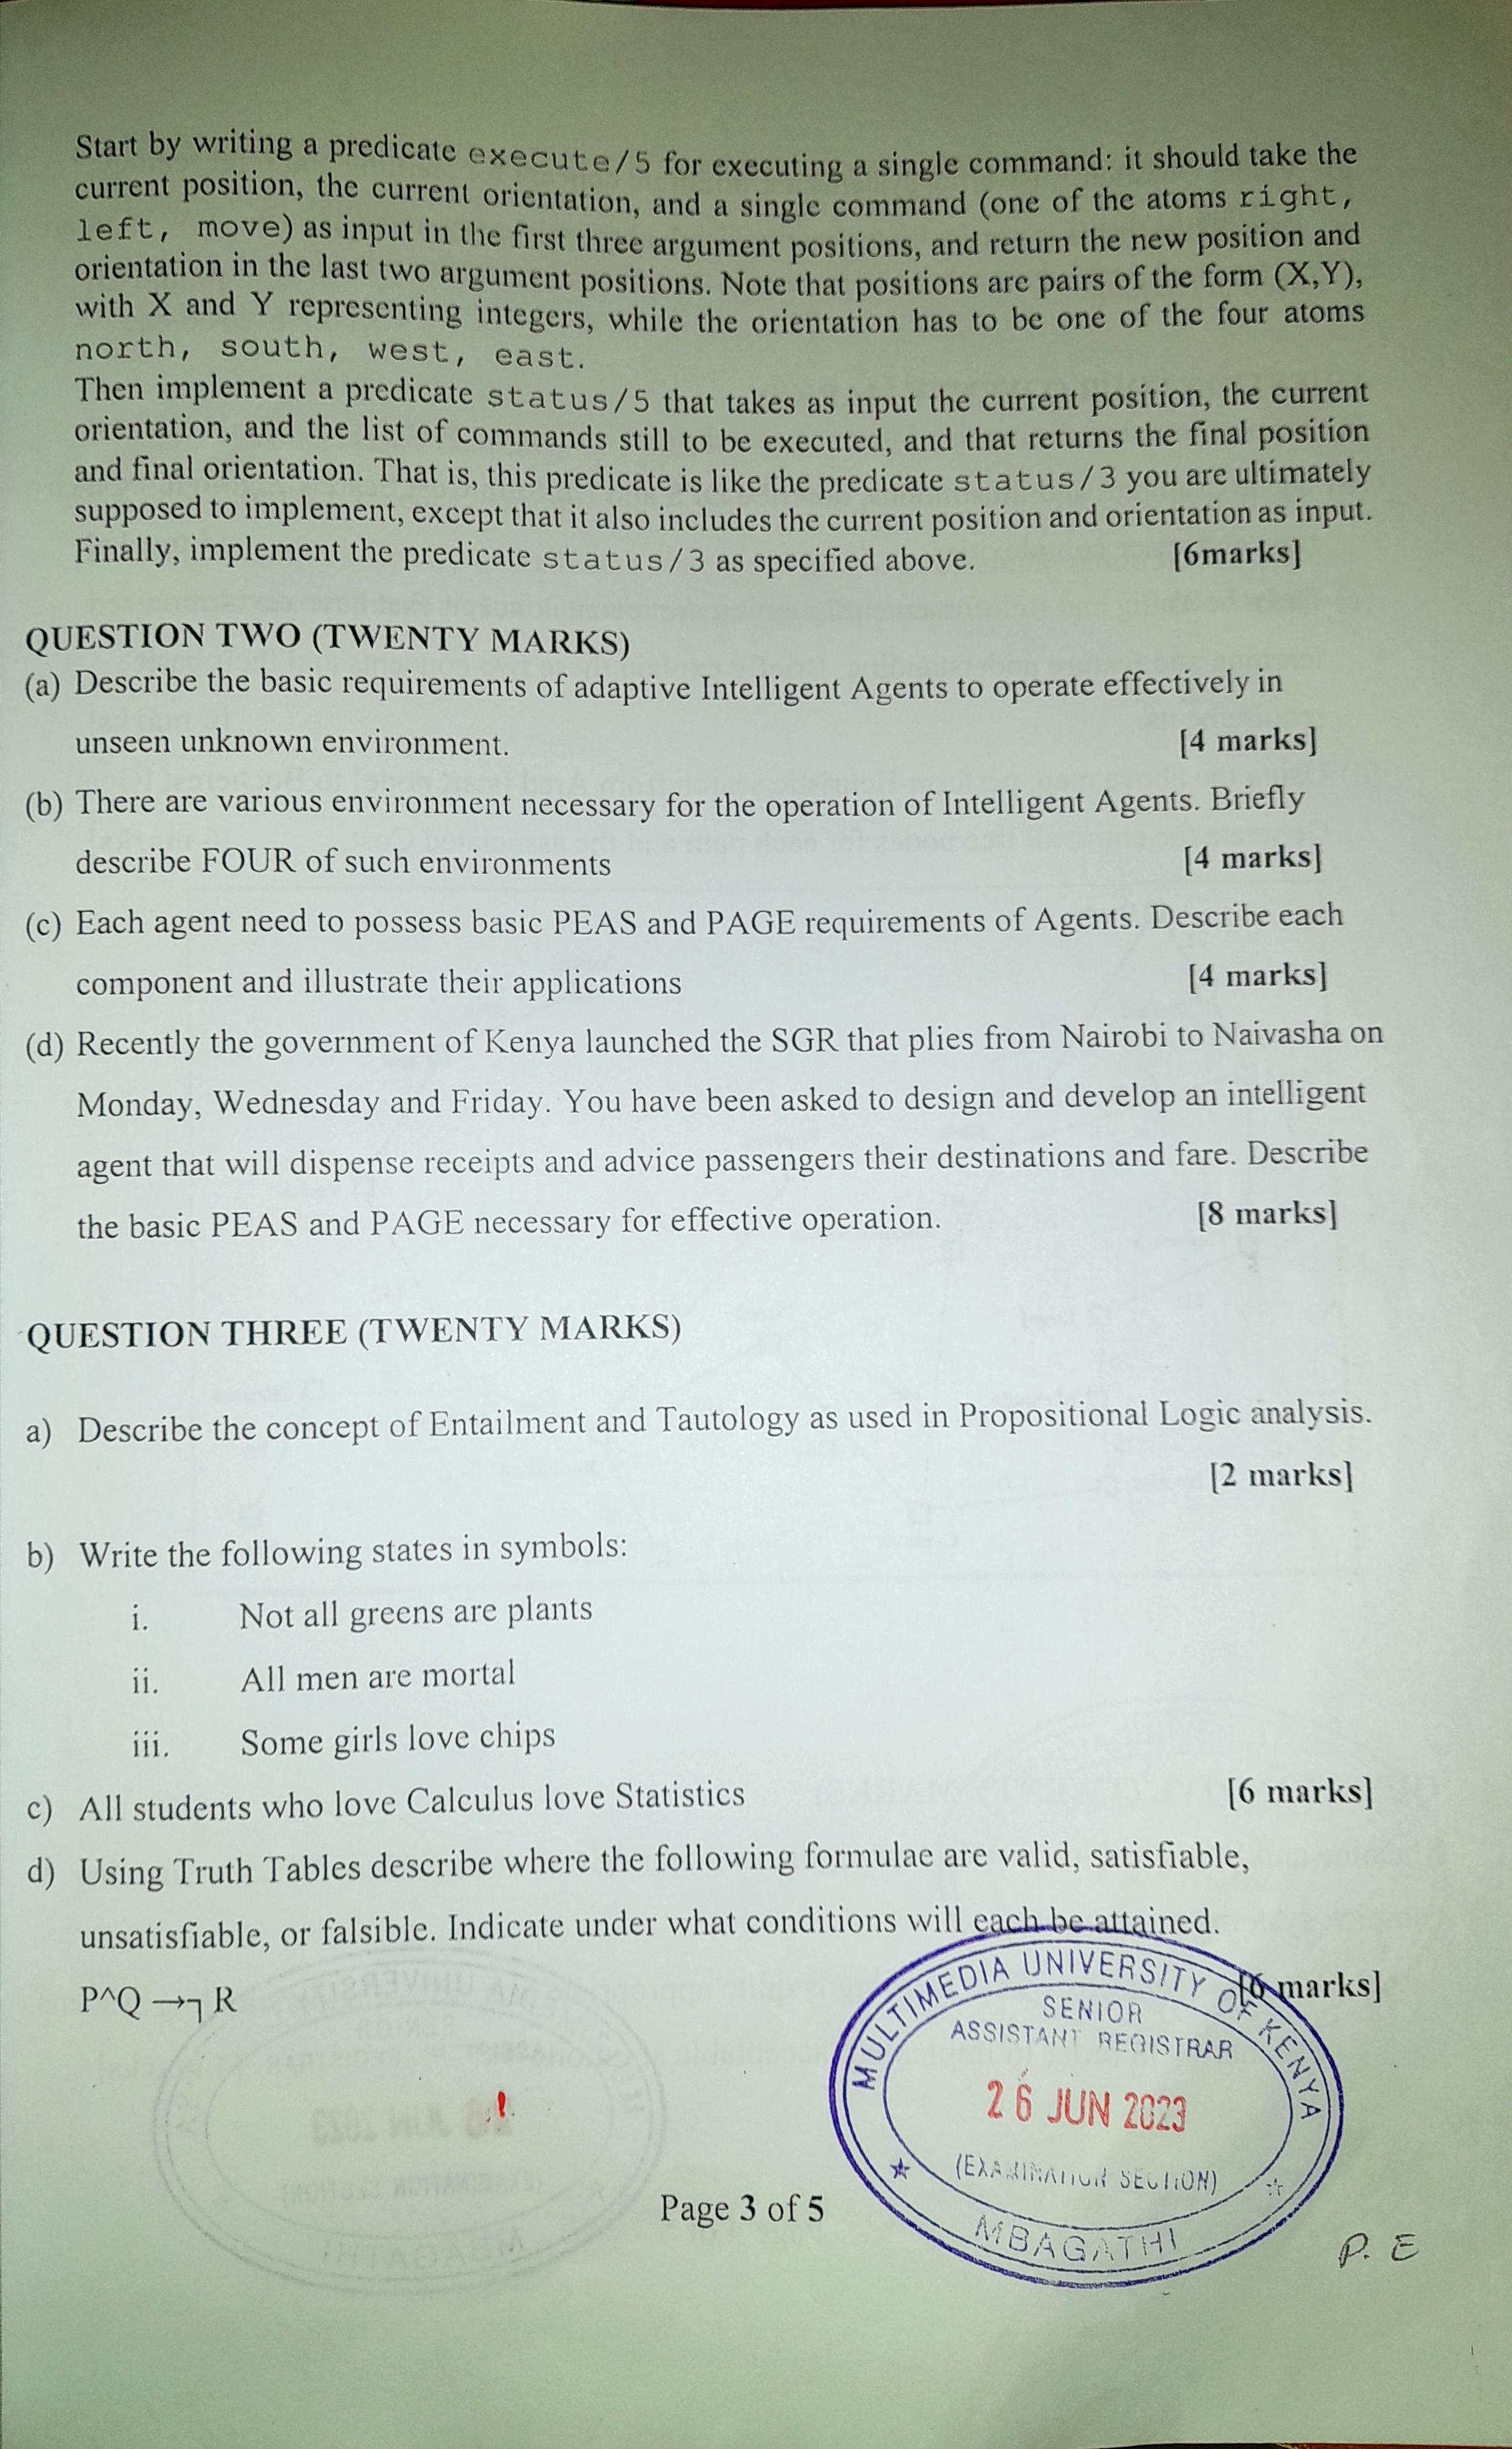 Start by writing a predicate execute/5 for executing a single command: it should take the
current position, the current orientation, and a single command (one of the atoms right,
left, move) as input in the first three argument positions, and return the new position and
orientation in the last two argument positions. Note that positions are pairs of the form (X,Y),
with X and Y representing integers, while the orientation has to be one of the four atoms
north, south, west, east.
Then implement a predicate status/5 that takes as input the current position, the current
orientation, and the list of commands still to be executed, and that returns the final position
and final orientation. That is, this predicate is like the predicate status/3 you are ultimately
supposed to implement, except that it also includes the current position and orientation as input.
Finally, implement the predicate status/3 as specified above. [6marks]
QUESTION TWO (TWENTY MARKS)
(a) Describe the basic requirements of adaptive Intelligent Agents to operate effectively in
unseen unknown environment. [4 marks]
(b) There are various environment necessary for the operation of Intelligent Agents. Briefly
describe FOUR of such environments [4 marks]
(c) Each agent need to possess basic PEAS and PAGE requirements of Agents. Describe each
component and illustrate their applications [4 marks]
(d) Recently the government of Kenya launched the SGR that plies from Nairobi to Naivasha on
Monday, Wednesday and Friday. You have been asked to design and develop an intelligent
agent that will dispense receipts and advice passengers their destinations and fare. Describe
the basic PEAS and PAGE necessary for effective operation. [8 marks]
QUESTION THREE (TWENTY MARKS)
a) Describe the concept of Entailment and Tautology as used in Propositional Logic analysis.
[2 marks]
b) Write the following states in symbols:
i. Not all greens are plants
ii. All men are mortal
iii. Some girls love chips
c) All students who love Calculus love Statistics [6 marks]
d) Using Truth Tables describe where the following formulae are valid, satisfiable,
unsatisfiable, or falsible. Indicate under what conditions will each be attained.
P^Q →¬ R [6 marks]
MULTIMEDIA UNIVERSITY OF KENYA
SENIOR
ASSISTANT REGISTRAR
26 JUN 2023
(EXAMINATION SECTION)
MBAGATHI
Page 3 of 5
P. E